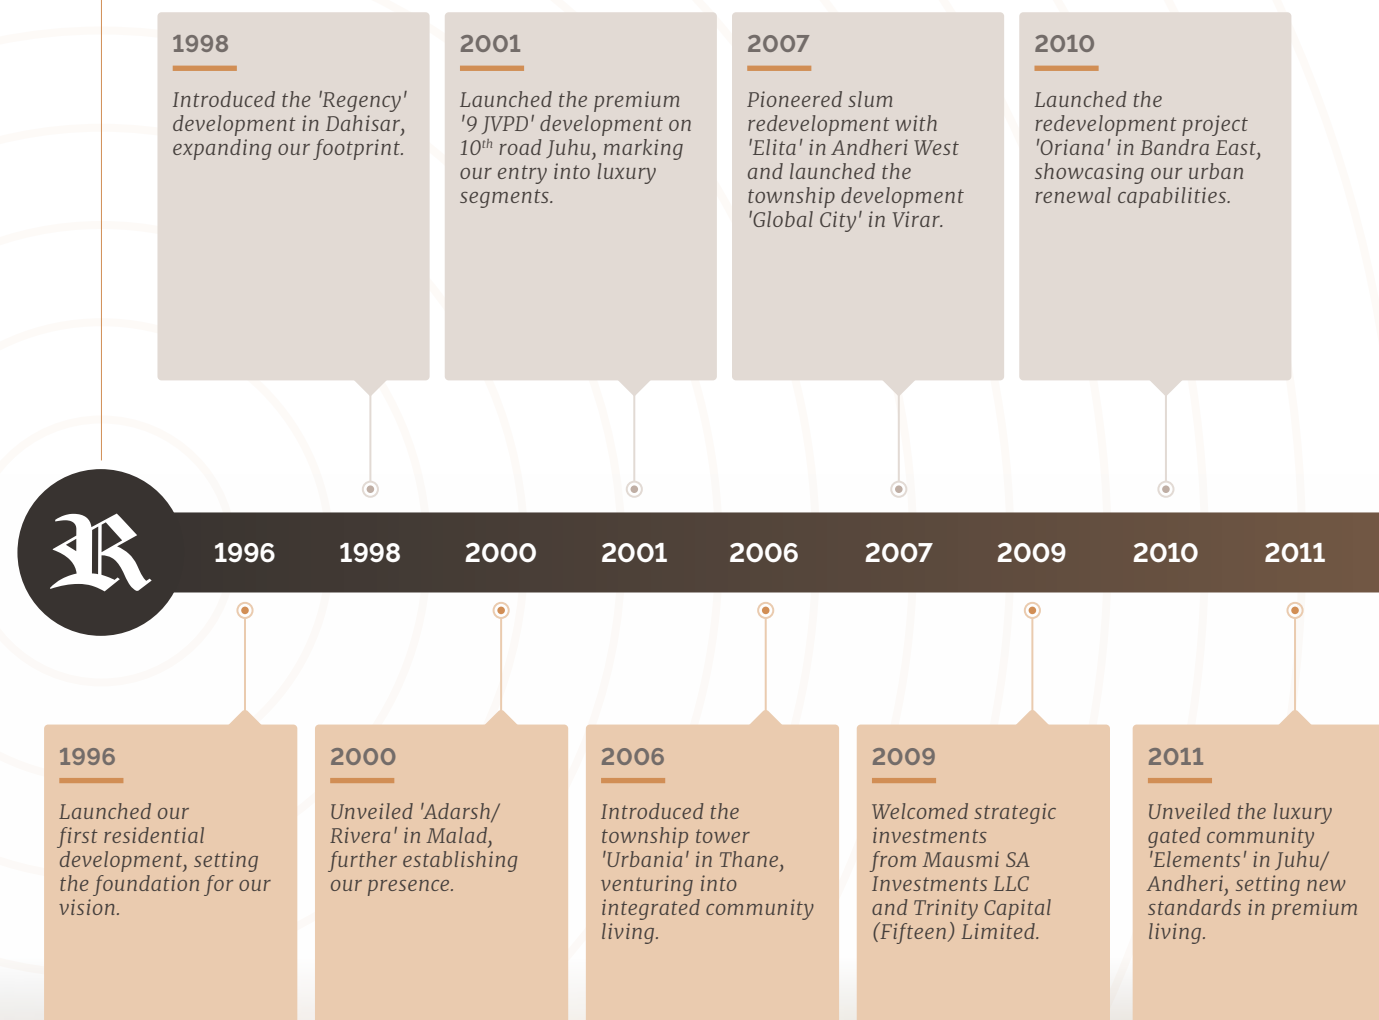 1998
Introduced the 'Regency'
development in Dahisar,
expanding our footprint.
2001
Launched the premium
'9 JVPD' development on
10th road Juhu, marking
our entry into luxury
segments.
2007
Pioneered slum
redevelopment with
'Elita' in Andheri West
and launched the
township development
'Global City' in Virar.
2010
Launched the
redevelopment project
'Oriana' in Bandra East,
showcasing our urban
renewal capabilities.
R
1996 1998 2000 2001 2006 2007 2009 2010 2011
1996
Launched our
first residential
development, setting
the foundation for our
vision.
2000
Unveiled 'Adarsh/
Rivera' in Malad,
further establishing
our presence.
2006
Introduced the
township tower
'Urbania' in Thane,
venturing into
integrated community
living.
2009
Welcomed strategic
investments
from Mausmi SA
Investments LLC
and Trinity Capital
(Fifteen) Limited.
2011
Unveiled the luxury
gated community
'Elements' in Juhu/
Andheri, setting new
standards in premium
living.